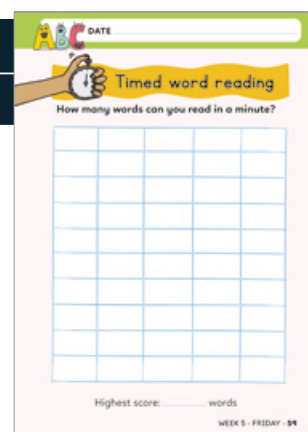 ABC DATE
Timed word reading
How many words can you read in a minute?
Highest score: words
WEEK 5 - FRIDAY - 59